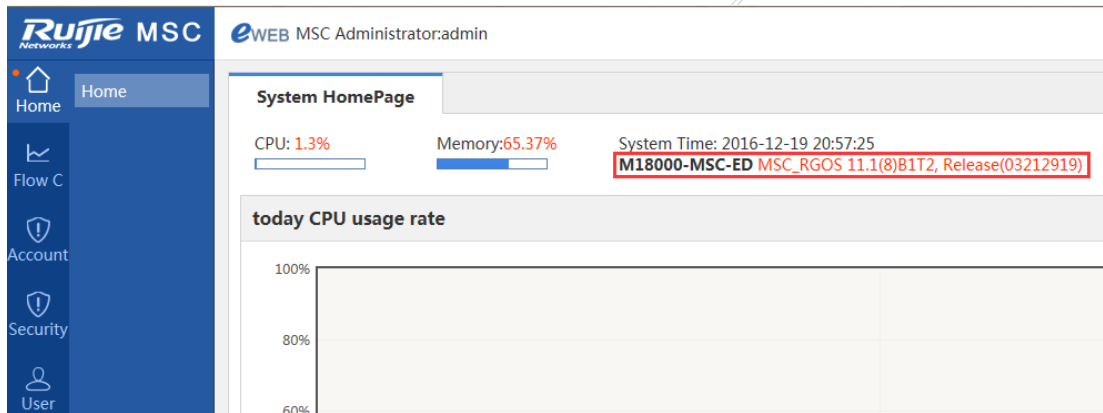 Ruijie Networks MSC
eWEB MSC Administrator:admin
Home
Home
Flow C
Account
Security
User
System HomePage
CPU: 1.3%
Memory:65.37%
System Time: 2016-12-19 20:57:25
M18000-MSC-ED MSC_RGOS 11.1(8)B1T2, Release(03212919)
today CPU usage rate
100%
80%
60%